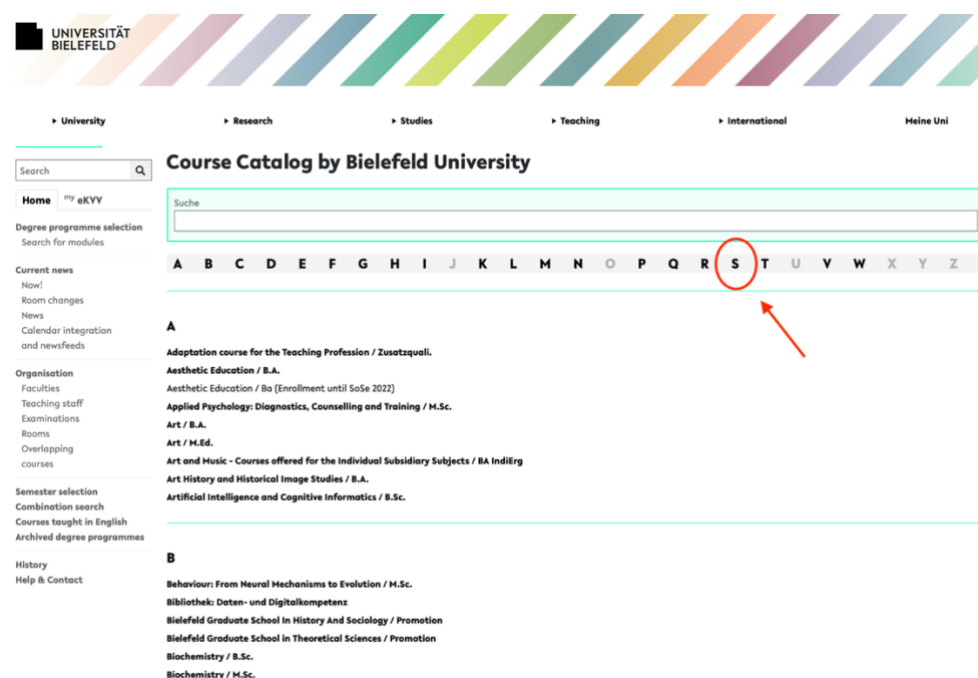 UNIVERSITÄT
BIELEFELD
University
Research
Studies
Teaching
International
Meine Uni
Search
Home
my eKVV
Degree programme selection
Search for modules
Current news
Now!
Room changes
News
Calendar integration
and newsfeeds
Organisation
Faculties
Teaching staff
Examinations
Rooms
Overlapping
courses
Semester selection
Combination search
Courses taught in English
Archived degree programmes
History
Help & Contact
Course Catalog by Bielefeld University
Suche
A B C D E F G H I J K L M N O P Q R S T U V W X Y Z
A
Adaptation course for the Teaching Profession / Zusatzquali.
Aesthetic Education / B.A.
Aesthetic Education / Ba (Enrollment until SoSe 2022)
Applied Psychology: Diagnostics, Counselling and Training / M.Sc.
Art / B.A.
Art / M.Ed.
Art and Music - Courses offered for the Individual Subsidiary Subjects / BA IndiErg
Art History and Historical Image Studies / B.A.
Artificial Intelligence and Cognitive Informatics / B.Sc.
B
Behaviour: From Neural Mechanisms to Evolution / M.Sc.
Bibliothek: Daten- und Digitalkompetenz
Bielefeld Graduate School In History And Sociology / Promotion
Bielefeld Graduate School in Theoretical Sciences / Promotion
Biochemistry / B.Sc.
Biochemistry / M.Sc.